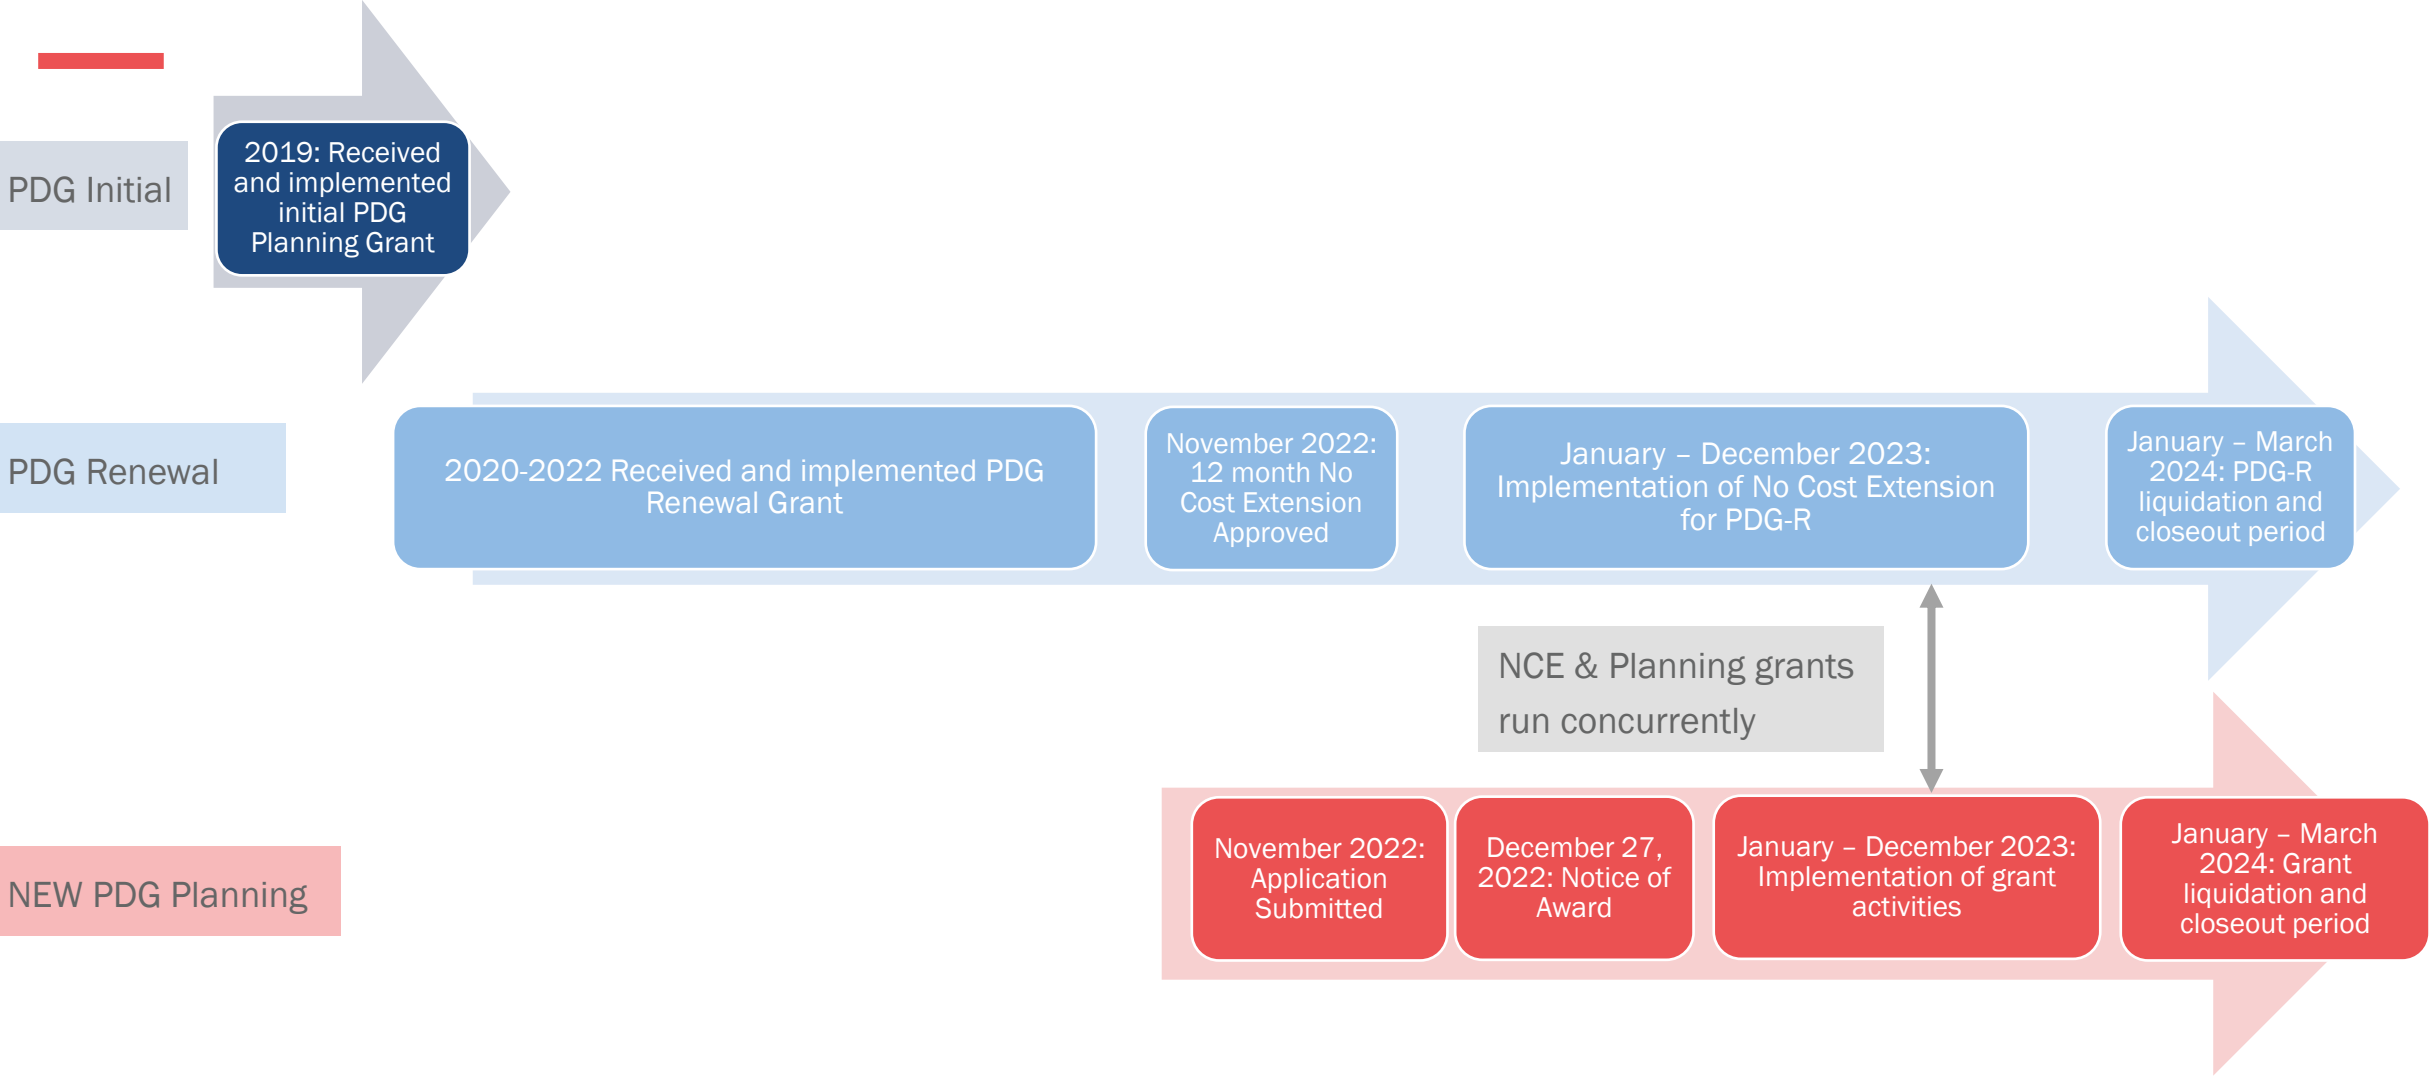 PDG Initial
2019: Received
and implemented
initial PDG
Planning Grant
PDG Renewal
2020-2022 Received and implemented PDG
Renewal Grant
November 2022:
12 month No
Cost Extension
Approved
January – December 2023:
Implementation of No Cost Extension
for PDG-R
January – March
2024: PDG-R
liquidation and
closeout period
NCE & Planning grants
run concurrently
NEW PDG Planning
November 2022:
Application
Submitted
December 27,
2022: Notice of
Award
January – December 2023:
Implementation of grant
activities
January – March
2024: Grant
liquidation and
closeout period